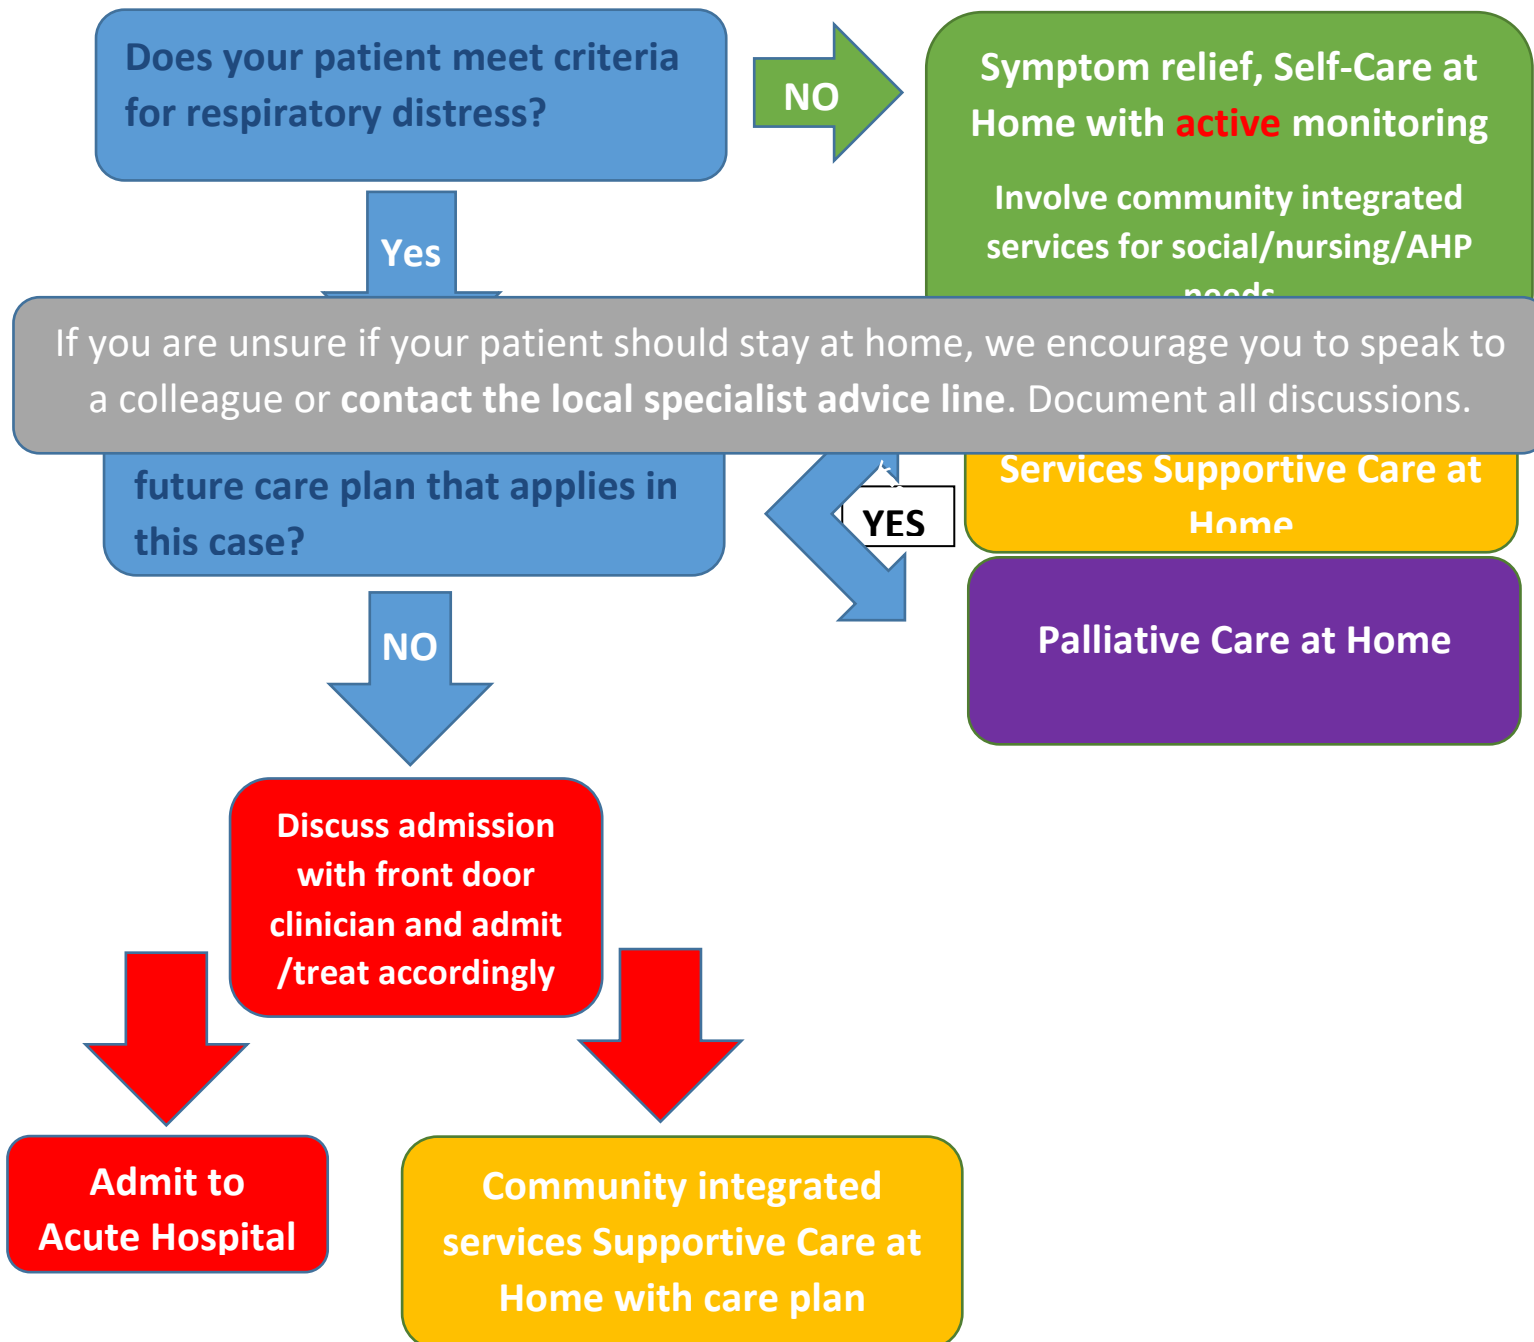 Does your patient meet criteria
for respiratory distress?
NO
Symptom relief, Self-Care at
Home with active monitoring
Involve community integrated
services for social/nursing/AHP
needs
Yes
If you are unsure if your patient should stay at home, we encourage you to speak to
a colleague or contact the local specialist advice line. Document all discussions.
future care plan that applies in
this case?
YES
Services Supportive Care at
Home
Palliative Care at Home
NO
Discuss admission
with front door
clinician and admit
/treat accordingly
Admit to
Acute Hospital
Community integrated
services Supportive Care at
Home with care plan